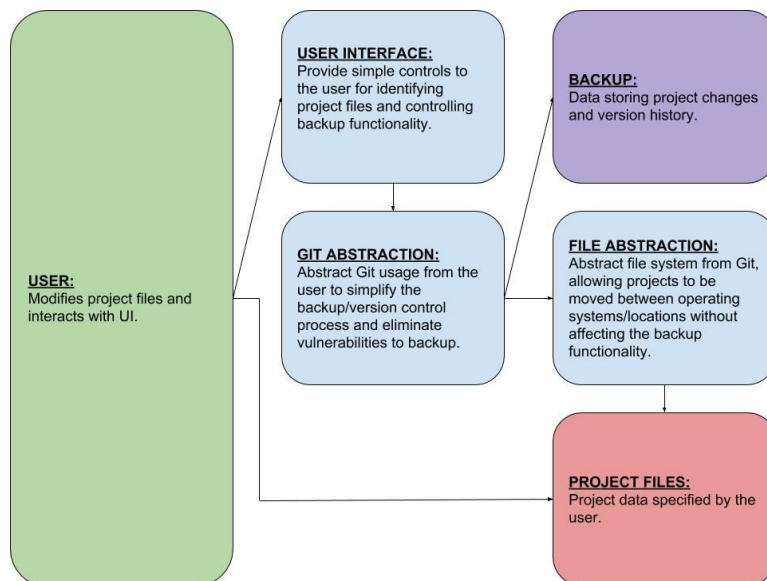 USER:
Modifies project files and
interacts with UI.
USER INTERFACE:
Provide simple controls to
the user for identifying
project files and controlling
backup functionality.
GIT ABSTRACTION:
Abstract Git usage from the
user to simplify the
backup/version control
process and eliminate
vulnerabilities to backup.
BACKUP:
Data storing project changes
and version history.
FILE ABSTRACTION:
Abstract file system from Git,
allowing projects to be
moved between operating
systems/locations without
affecting the backup
functionality.
PROJECT FILES:
Project data specified by the
user.